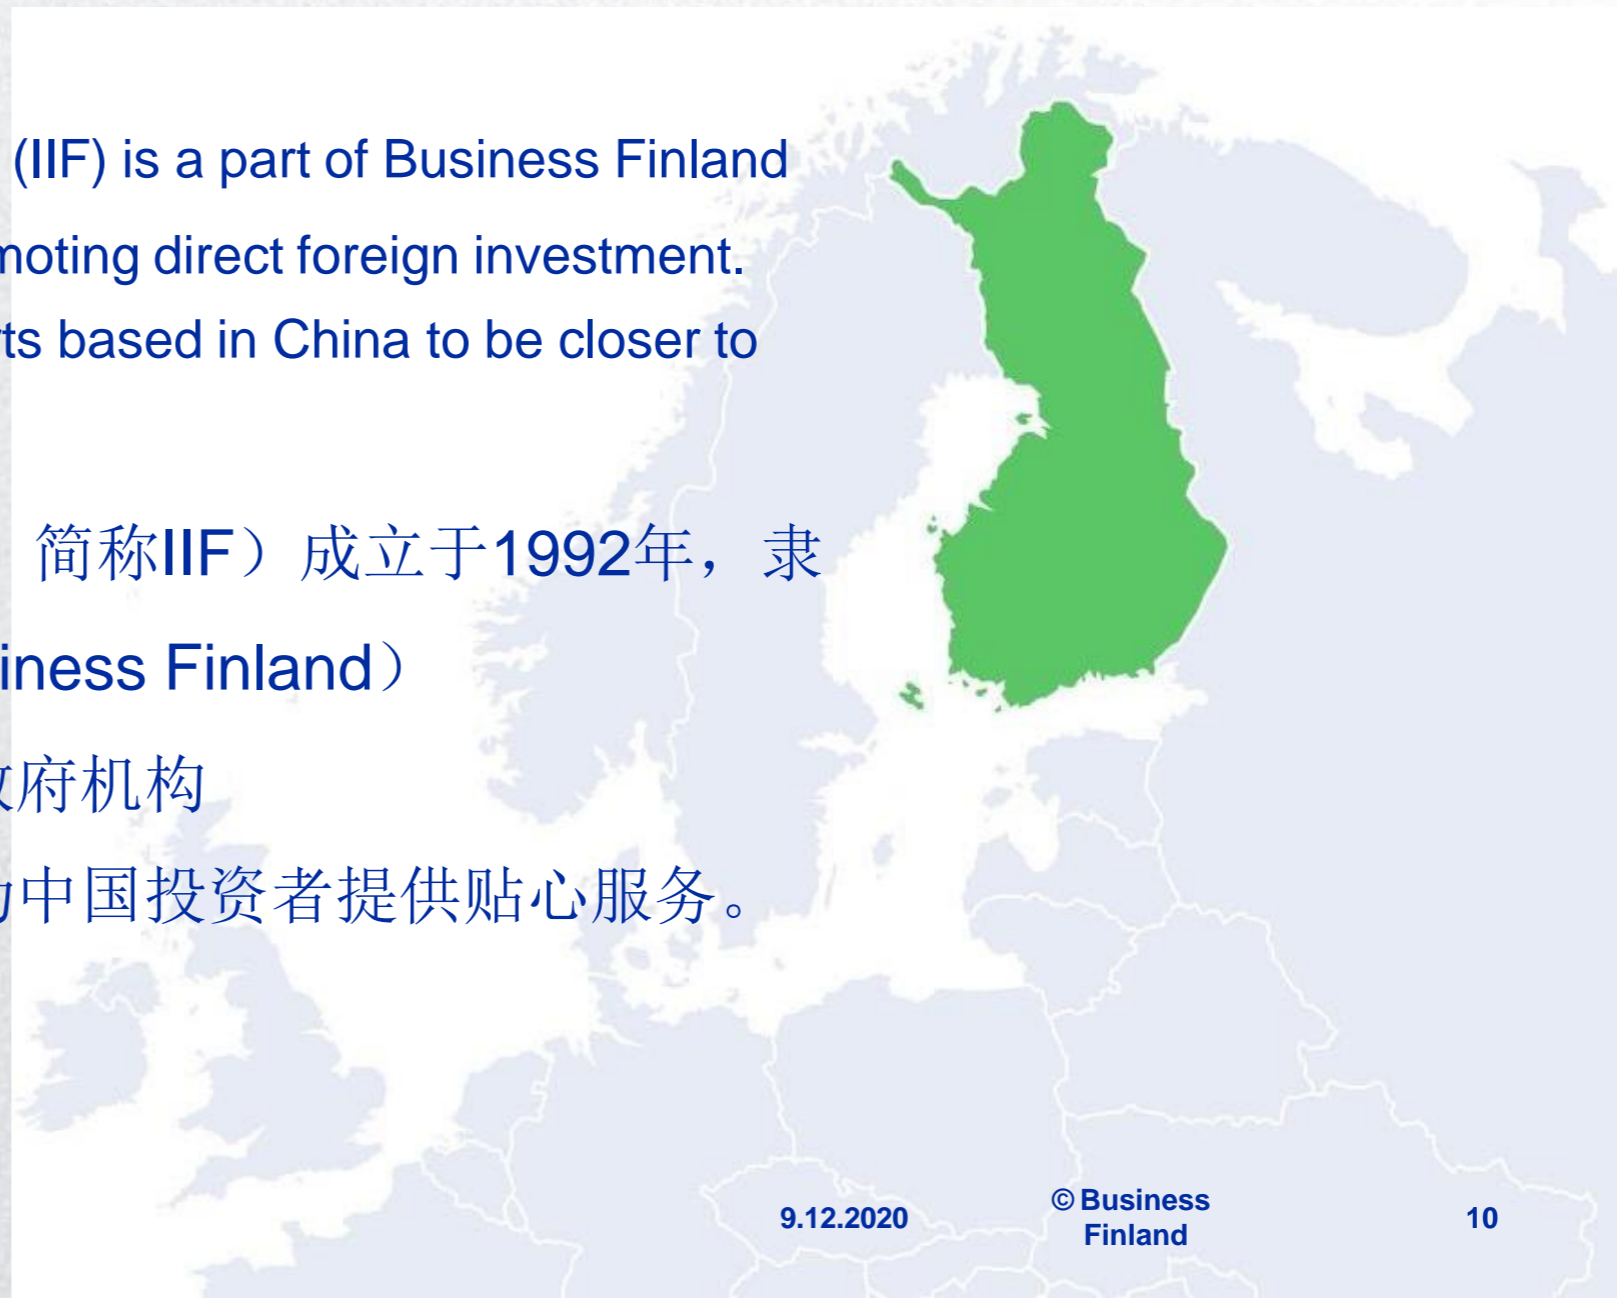 (IIF) is a part of Business Finland
moting direct foreign investment.
ts based in China to be closer to
简称IIF）成立于1992年，隶
iness Finland）
府机构
中国投资者提供贴心服务。
9.12.2020
© Business
Finland
10